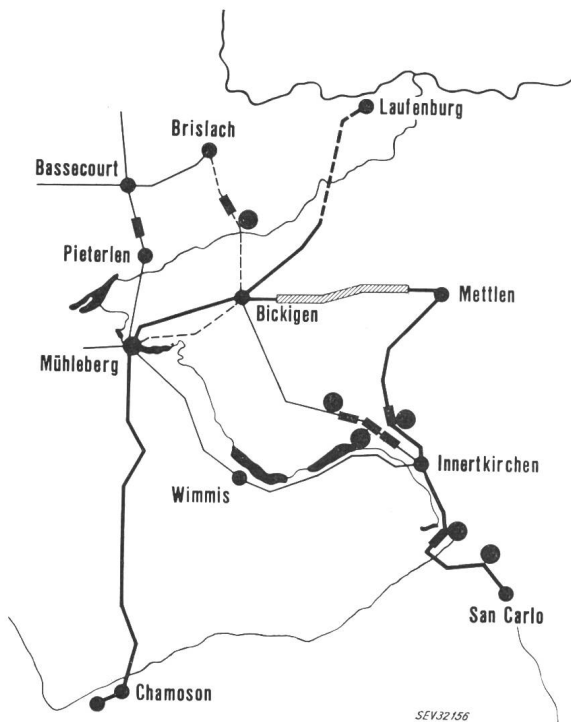 Laufenburg
Brislach
Bassecourt
Pieterlen
Bickigen
Mettlen
Mühleberg
Innertkirchen
Wimmis
San Carlo
Chamoson
SEV32156